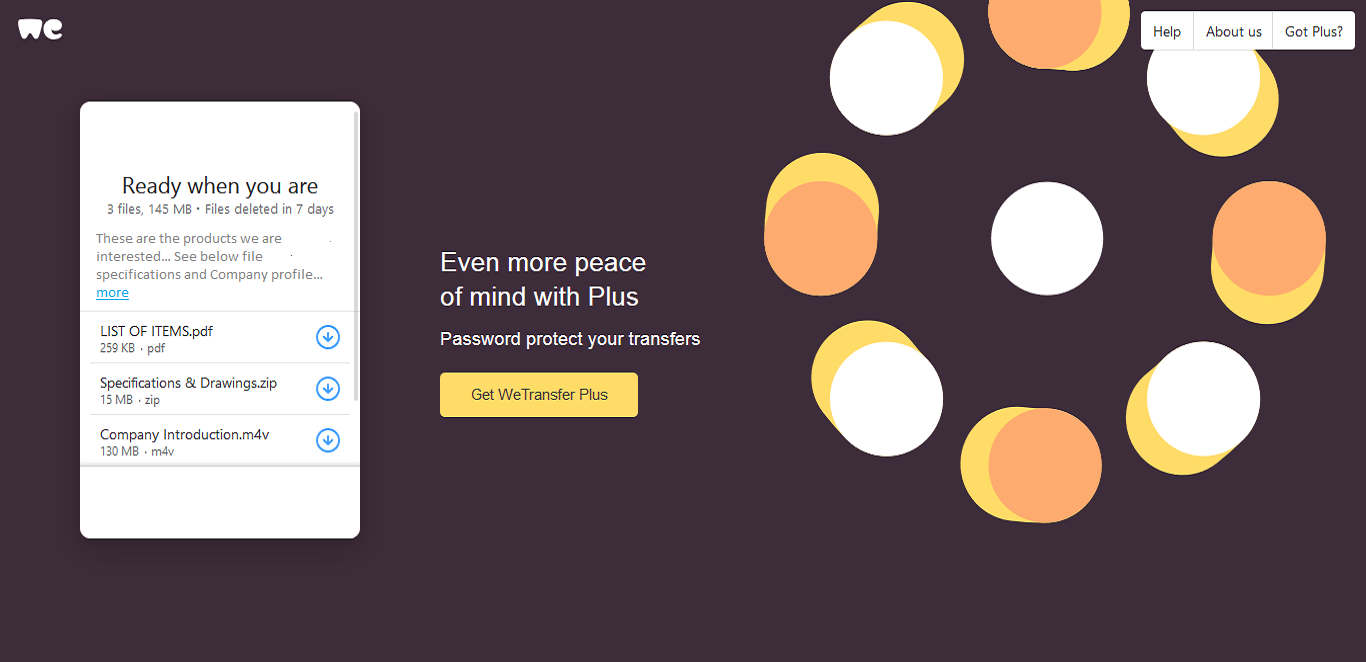 we
Help
About us
Got Plus?
Ready when you are
3 files, 145 MB • Files deleted in 7 days
These are the products we are
interested... See below file
specifications and Company profile...
more
LIST OF ITEMS.pdf
259 KB · pdf
Specifications & Drawings.zip
15 MB · zip
Company Introduction.m4v
130 MB · m4v
Even more peace
of mind with Plus
Password protect your transfers
Get WeTransfer Plus